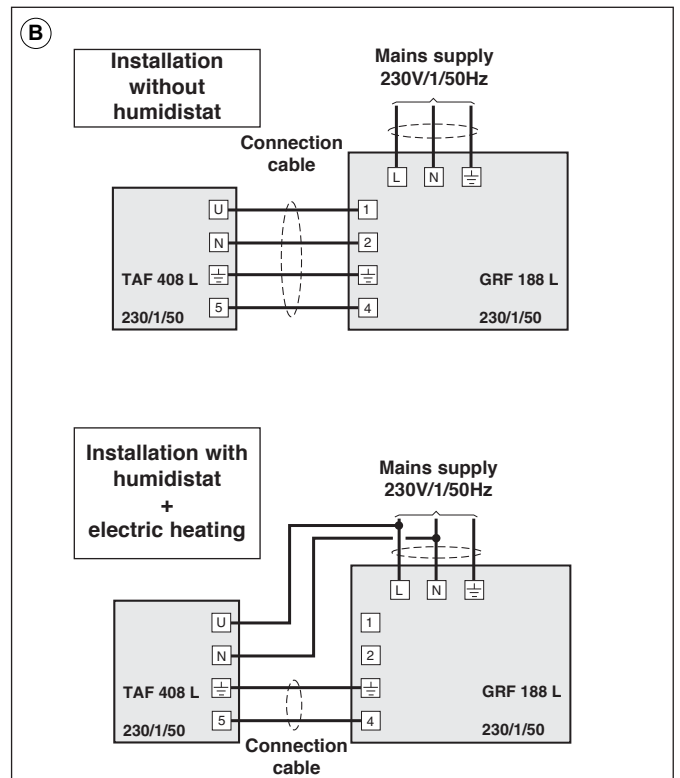 B
Installation
without
humidistat
Mains supply
230V/1/50Hz
Connection
cable
L N
U 1
N 2
TAF 408 L GRF 188 L
5 4
230/1/50 230/1/50
Installation with
humidistat
+
electric heating
Mains supply
230V/1/50Hz
L N
U 1
N 2
TAF 408 L GRF 188 L
5 4
230/1/50 230/1/50
Connection
cable